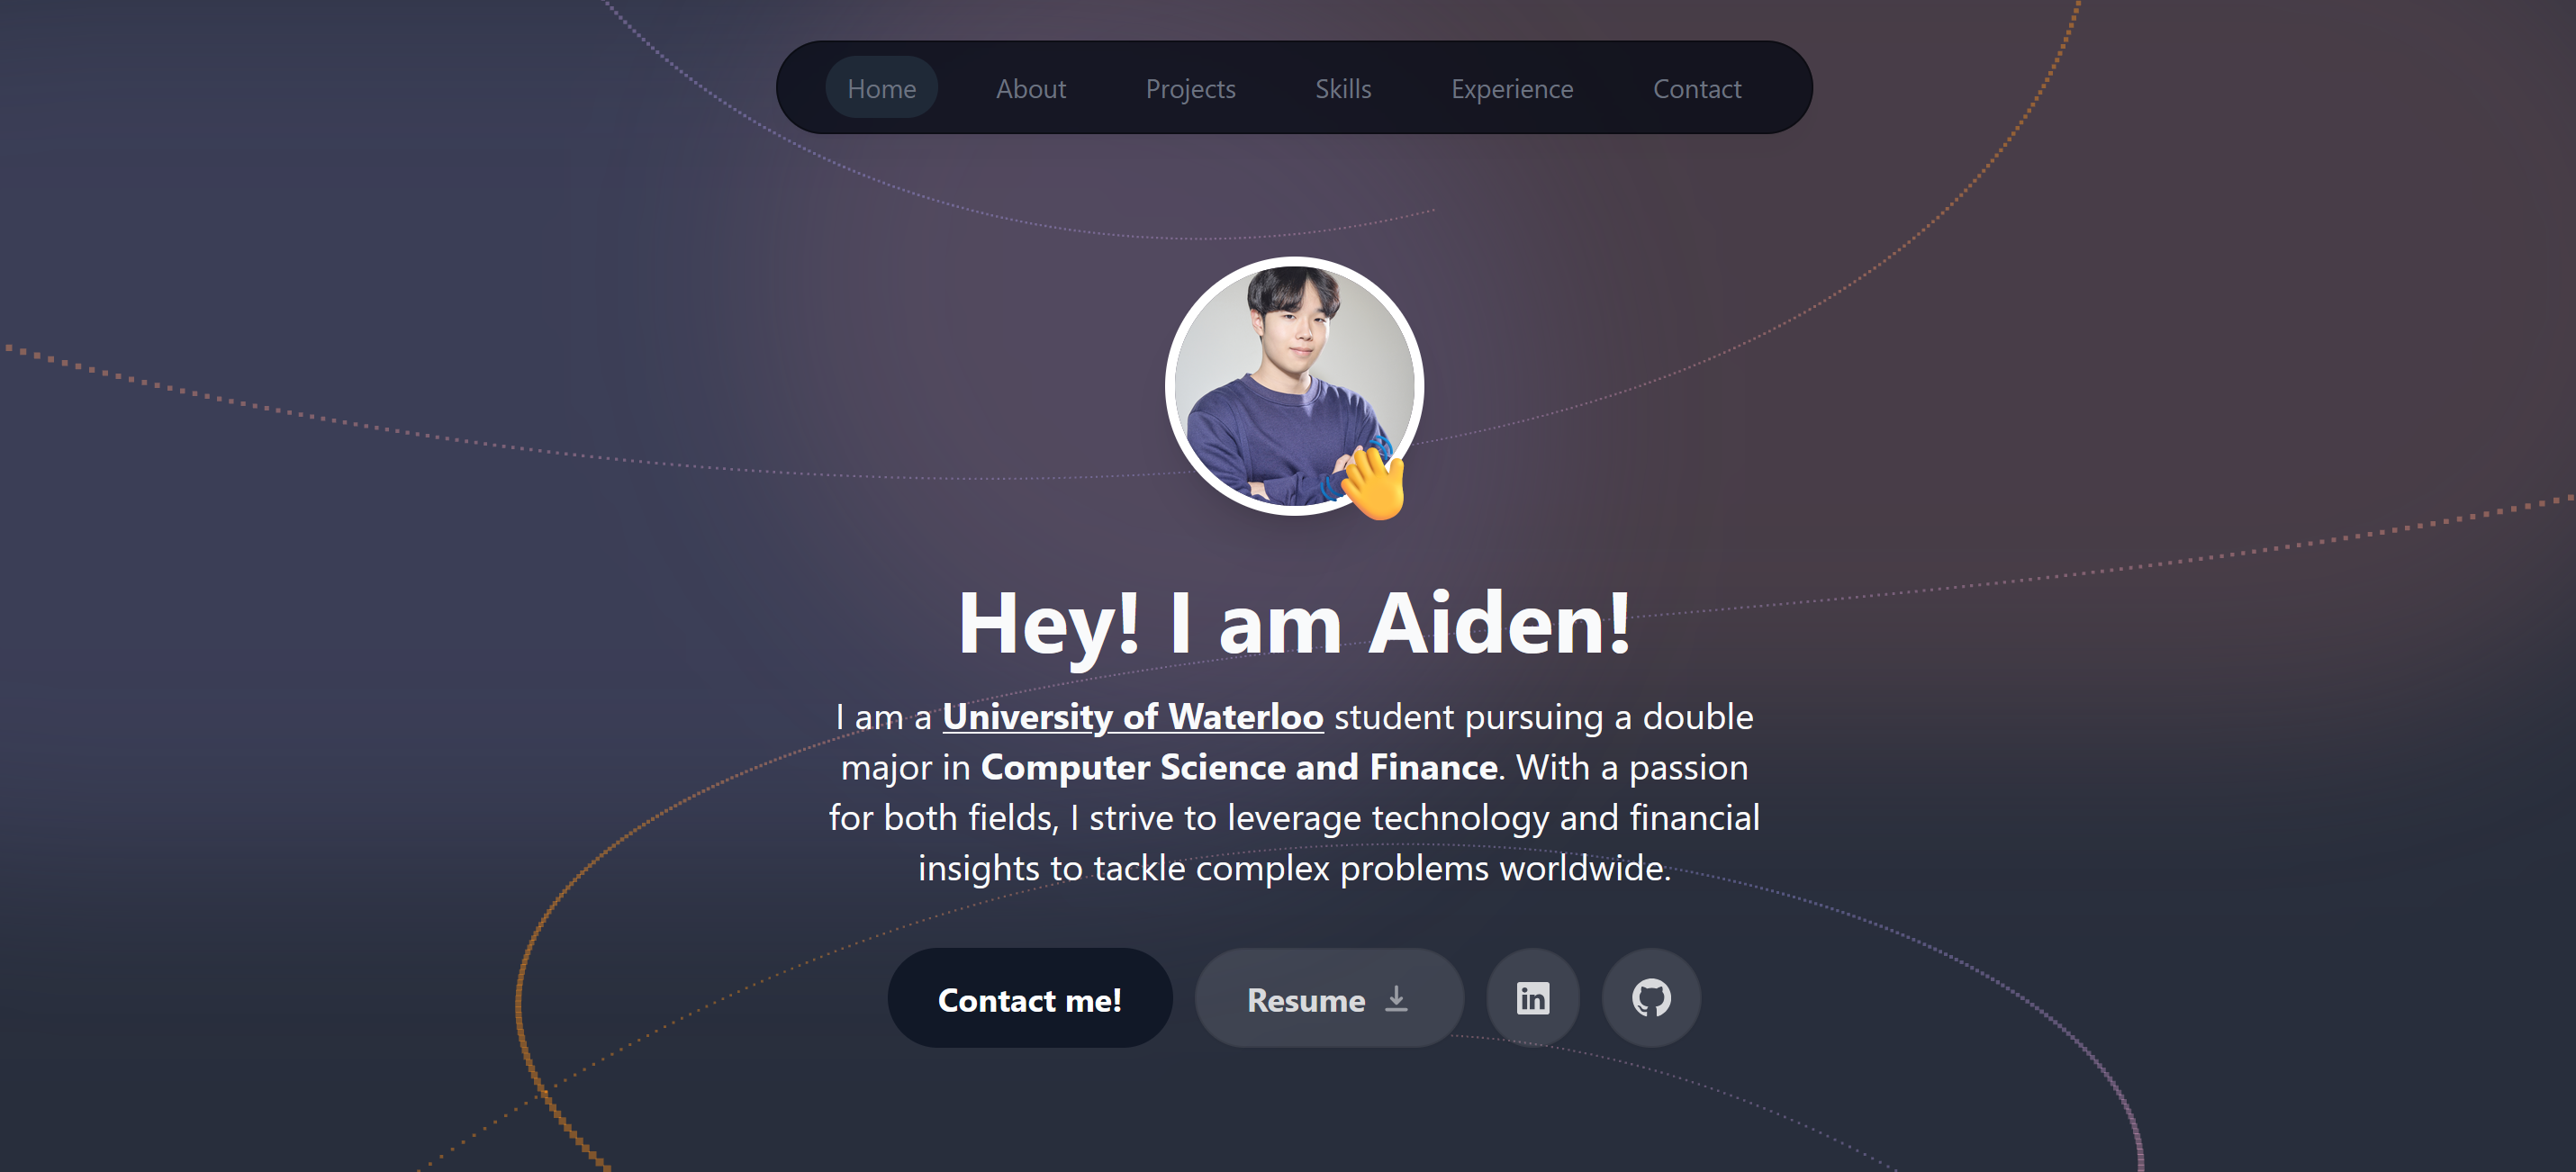 Home About Projects Skills Experience Contact
Hey! I am Aiden!
I am a University of Waterloo student pursuing a double
major in Computer Science and Finance. With a passion
for both fields, I strive to leverage technology and financial
insights to tackle complex problems worldwide.
Contact me! Resume in